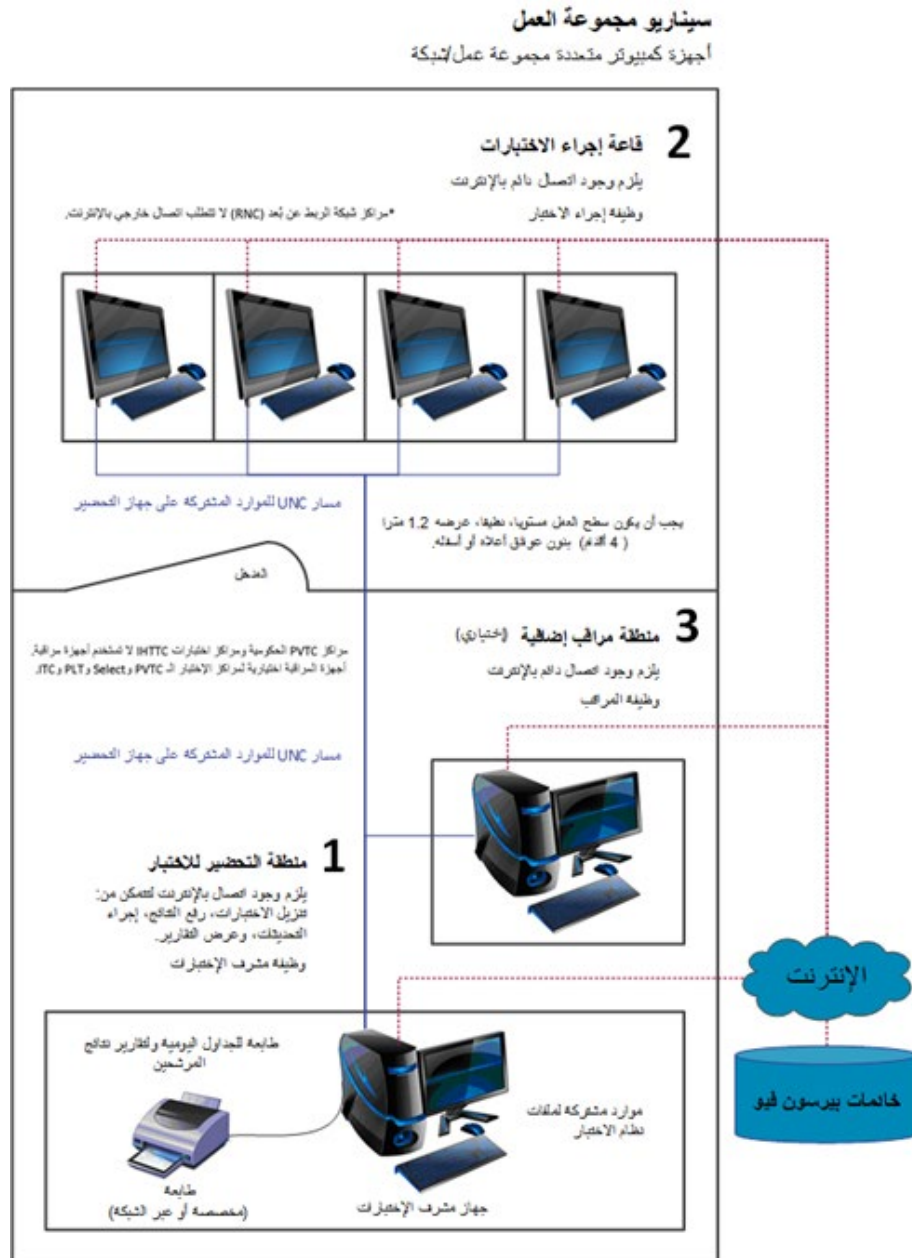 سيناريو مجموعة العمل
أجهزة كمبيوتر متعددة مجموعة عمل/شبكة
2
قاعة إجراء الاختبارات
يلزم وجود اتصال دائم بالإنترنت
وظيفة إجراء الاختبار
*مراكز شبكة الربط عن بُعد (RNC) لا تتطلب اتصال خارجي بالإنترنت.
مسار UNC للموارد المشتركة على جهاز التحضير
يجب أن يكون سطح العمل مستويا، نظيفا، عرضه 1.2 مترا
( 4 أقدام) بدون عوائق أعلاه أو أسفله.
المدخل
3
منطقة مراقب إضافية (اختياري)
يلزم وجود اتصال دائم بالإنترنت
وظيفة المراقب
مراكز PVTC الحكومية ومراكز اختبارات IHTTC لا تستخدم أجهزة مراقبة.
أجهزة المراقبة اختيارية لمراكز الإختبار الـ PVTC و Select و PLT و ITC.
مسار UNC للموارد المشتركة على جهاز التحضير
1
منطقة التحضير للاختبار
يلزم وجود اتصال بالإنترنت لتتمكن من:
تنزيل الاختبارات، رفع النتائج، إجراء
التحديثات، وعرض التقارير.
وظيفة مشرف الإختبارات
الإنترنت
خادمات بيرسون فيو
طابعة للجداول اليومية ولتقارير نتائج
المرشحين
موارد مشتركة لملفات
نظام الاختبار
طابعة
(مخصصة أو عبر الشبكة)
جهاز مشرف الإختبارات